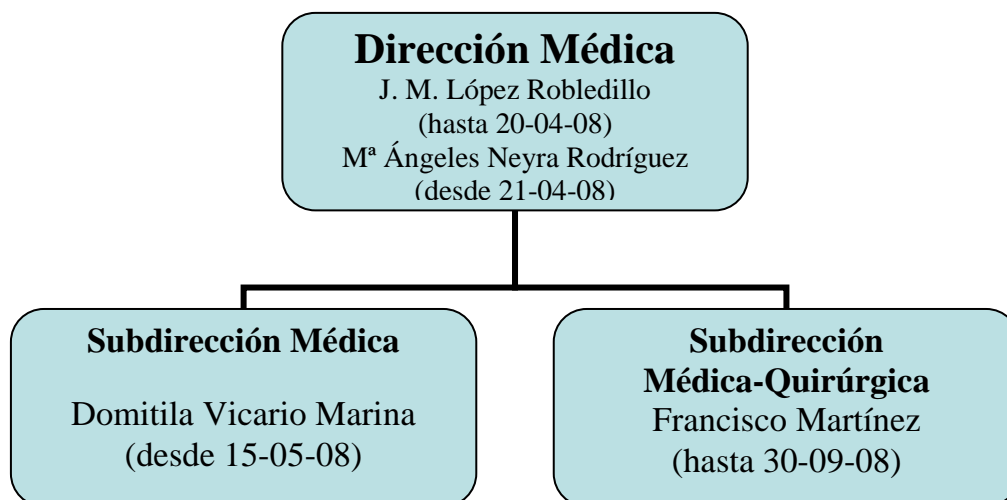 Dirección Médica
J. M. López Robledillo
(hasta 20-04-08)
Mª Ángeles Neyra Rodríguez
(desde 21-04-08)
Subdirección Médica
Domitila Vicario Marina
(desde 15-05-08)
Subdirección
Médica-Quirúrgica
Francisco Martínez
(hasta 30-09-08)